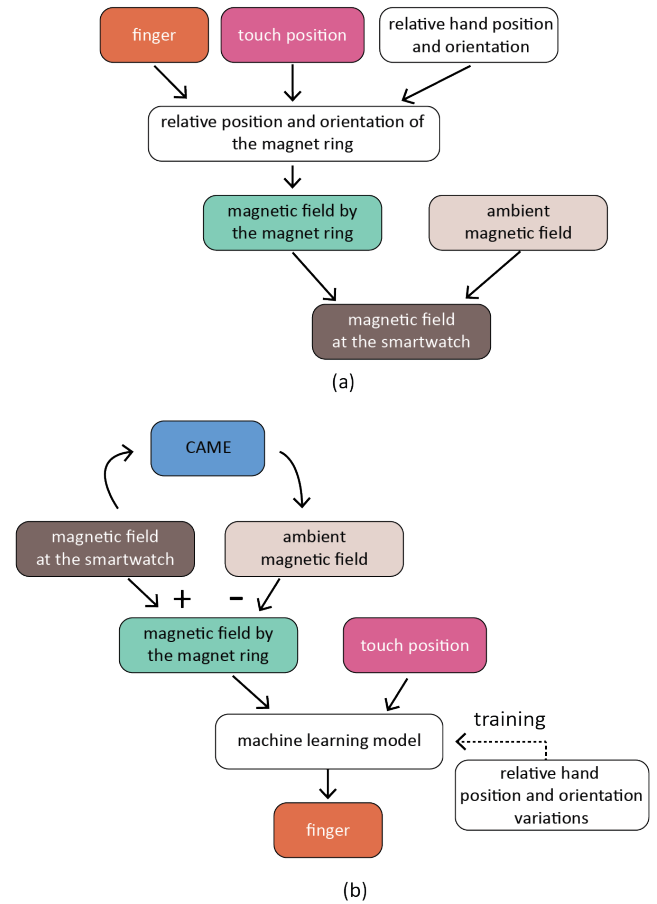 finger
touch position
relative hand position
and orientation
relative position and orientation of
the magnet ring
magnetic field by
the magnet ring
ambient
magnetic field
magnetic field
at the smartwatch
(a)
CAME
magnetic field
at the smartwatch
ambient
magnetic field
+
-
magnetic field by
the magnet ring
touch position
training
machine learning model
relative hand
position and orientation
variations
finger
(b)